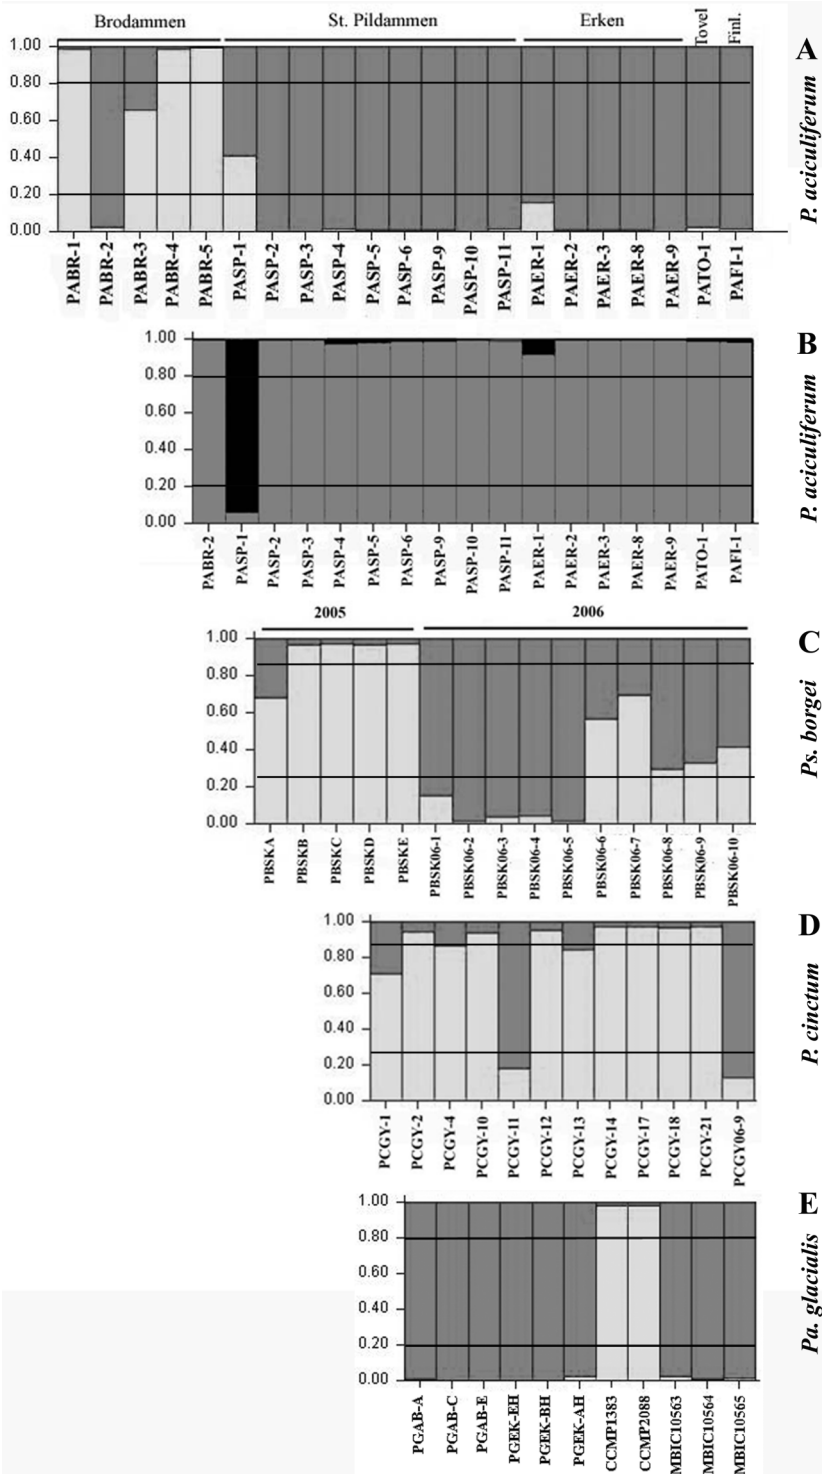 Brodammen St. Pildammen Erken Tovel Finl.
A
P. aciculiferum
1.00
0.80
0.60
0.40
0.20
0.00
PABR-1 PABR-2 PABR-3 PABR-4 PABR-5 PASP-1 PASP-2 PASP-3 PASP-4 PASP-5 PASP-6 PASP-9 PASP-10 PASP-11 PAER-1 PAER-2 PAER-3 PAER-8 PAER-9 PATO-1 PAFI-1
B
P. aciculiferum
1.00
0.80
0.60
0.40
0.20
0.00
PABR-2 PASP-1 PASP-2 PASP-3 PASP-4 PASP-5 PASP-6 PASP-9 PASP-10 PASP-11 PAER-1 PAER-2 PAER-3 PAER-8 PAER-9 PATO-1 PAFI-1
2005 2006
C
Ps. borgei
1.00
0.80
0.60
0.40
0.20
0.00
PBSKA PBSKB PBSKC PBSKD PBSKE PBSK06-1 PBSK06-2 PBSK06-3 PBSK06-4 PBSK06-5 PBSK06-6 PBSK06-7 PBSK06-8 PBSK06-9 PBSK06-10
D
P. cinctum
1.00
0.80
0.60
0.40
0.20
0.00
PCGY-1 PCGY-2 PCGY-4 PCGY-10 PCGY-11 PCGY-12 PCGY-13 PCGY-14 PCGY-17 PCGY-18 PCGY-21 PCGY06-9
E
Pa. glacialis
1.00
0.80
0.60
0.40
0.20
0.00
PGAB-A PGAB-C PGAB-E PGEK-EH PGEK-BH PGEK-AH CCMP1383 CCMP2088 MBIC10563 MBIC10564 MBIC10565